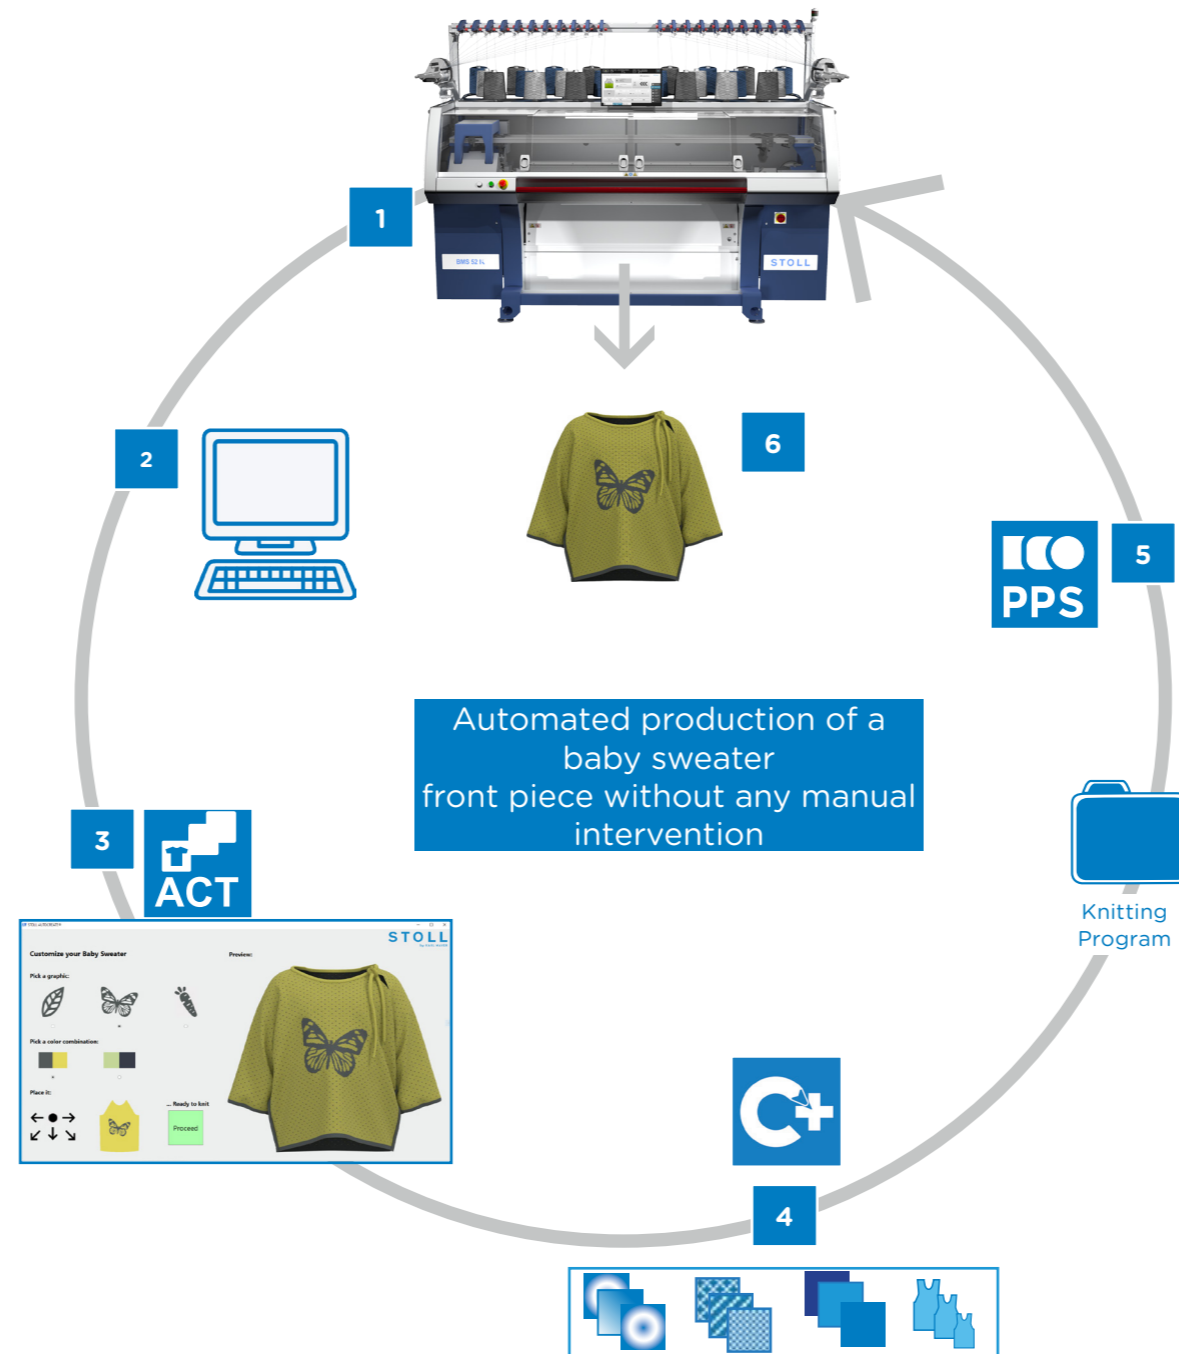 STOLL
1
2
6
PPS
5
Automated production of a
baby sweater
front piece without any manual
intervention
3
ACT
Knitting
Program
STOLL
Customize your Baby Sweater
Preview:
Pick a graphic:
Pick a color combination:
Place it:
... Ready to knit
Proceed
C+
4